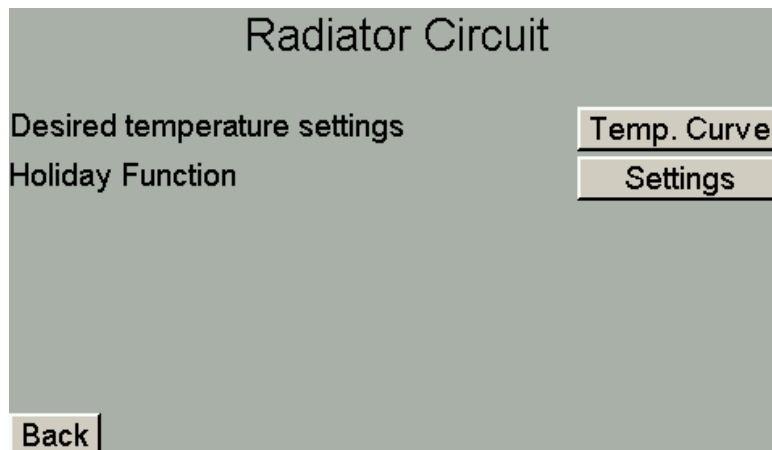 Radiator Circuit
Desired temperature settings Temp. Curve
Holiday Function Settings
Back